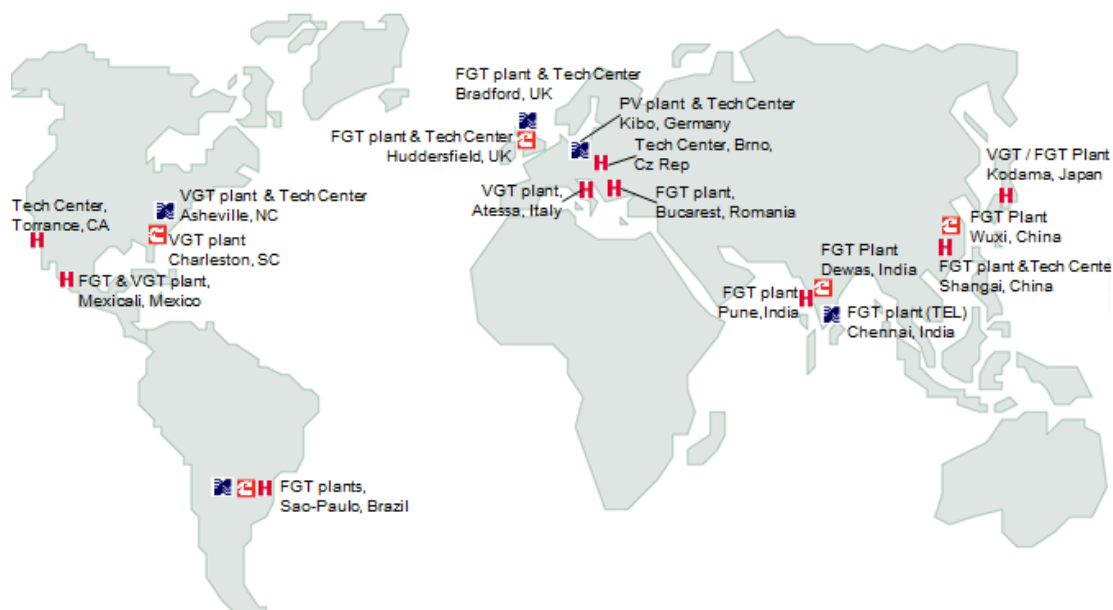 FGT plant & Tech Center
Bradford, UK
PV plant & Tech Center
Kibo, Germany
FGT plant & Tech Center
Huddersfield, UK
Tech Center, Brno,
Cz Rep
VGT / FGT Plant
Kodama, Japan
VGT plant & Tech Center
Asheville, NC
VGT plant,
Atessa, Italy
FGT plant,
Bucarest, Romania
Tech Center,
Torrance, CA
H
VGT plant
Charleston, SC
FGT Plant
Wuxi, China
FGT & VGT plant,
Mexicali, Mexico
FGT Plant
Dewas, India
FGT plant & Tech Cente
Shangai, China
FGT plant
Pune, India
FGT plant (TEL)
Chennai, India
H
FGT plants,
Sao-Paulo, Brazil